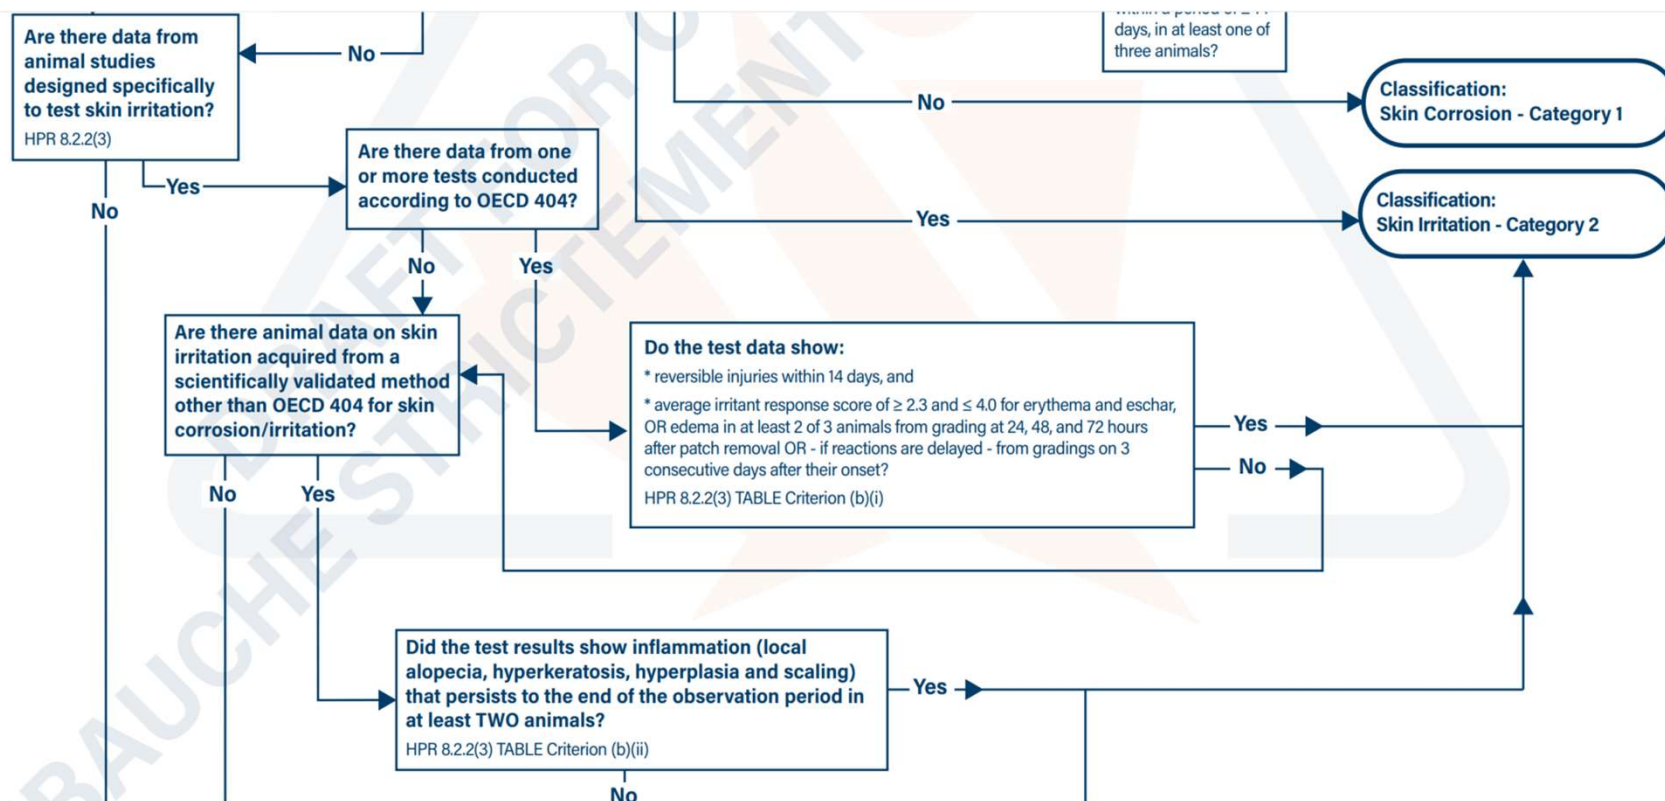 days, in at least one of
three animals?
Are there data from
animal studies
designed specifically
to test skin irritation?
HPR 8.2.2(3)
No
No
Classification:
Skin Corrosion - Category 1
Are there data from one
or more tests conducted
according to OECD 404?
Yes
No
Classification:
Skin Irritation - Category 2
Yes
No
Yes
Are there animal data on skin
irritation acquired from a
scientifically validated method
other than OECD 404 for skin
corrosion/irritation?
Do the test data show:
* reversible injuries within 14 days, and
* average irritant response score of ≥ 2.3 and ≤ 4.0 for erythema and eschar,
OR edema in at least 2 of 3 animals from grading at 24, 48, and 72 hours
after patch removal OR - if reactions are delayed - from gradings on 3
consecutive days after their onset?
HPR 8.2.2(3) TABLE Criterion (b)(i)
Yes
No
No
Yes
Did the test results show inflammation (local
alopecia, hyperkeratosis, hyperplasia and scaling)
that persists to the end of the observation period in
at least TWO animals?
HPR 8.2.2(3) TABLE Criterion (b)(ii)
Yes
No
DRAFT FOR
BAUCHE STRICTEMENT